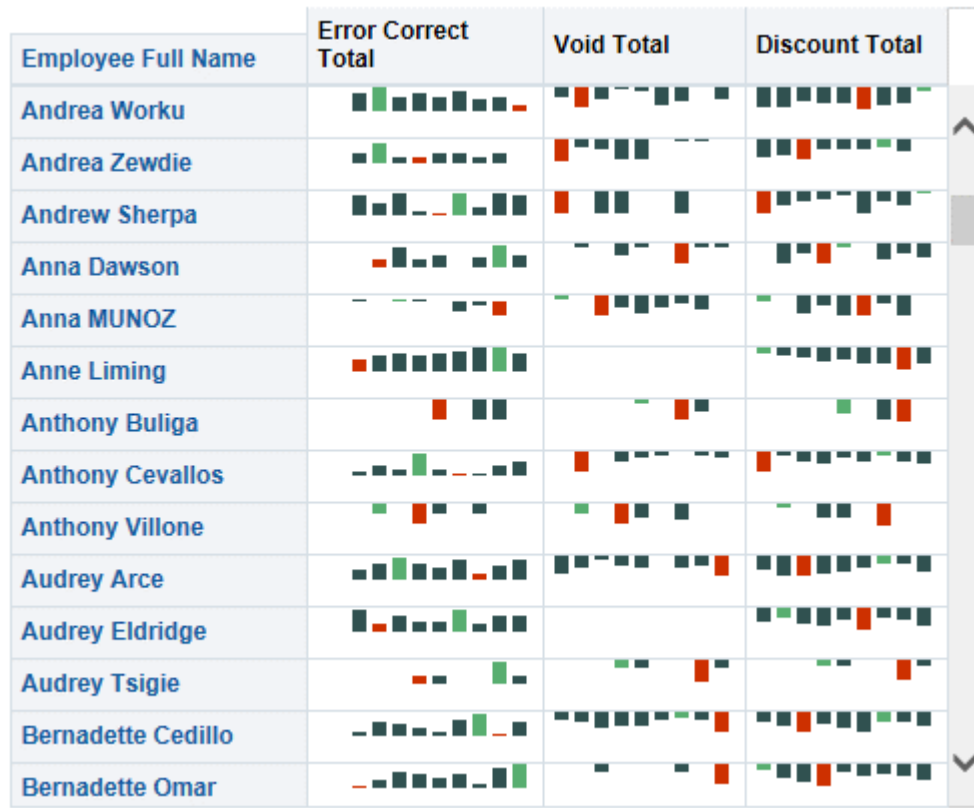 Employee Full Name
Error Correct
Total
Void Total
Discount Total
Andrea Worku
Andrea Zewdie
Andrew Sherpa
Anna Dawson
Anna MUNOZ
Anne Liming
Anthony Buliga
Anthony Cevallos
Anthony Villone
Audrey Arce
Audrey Eldridge
Audrey Tsigie
Bernadette Cedillo
Bernadette Omar